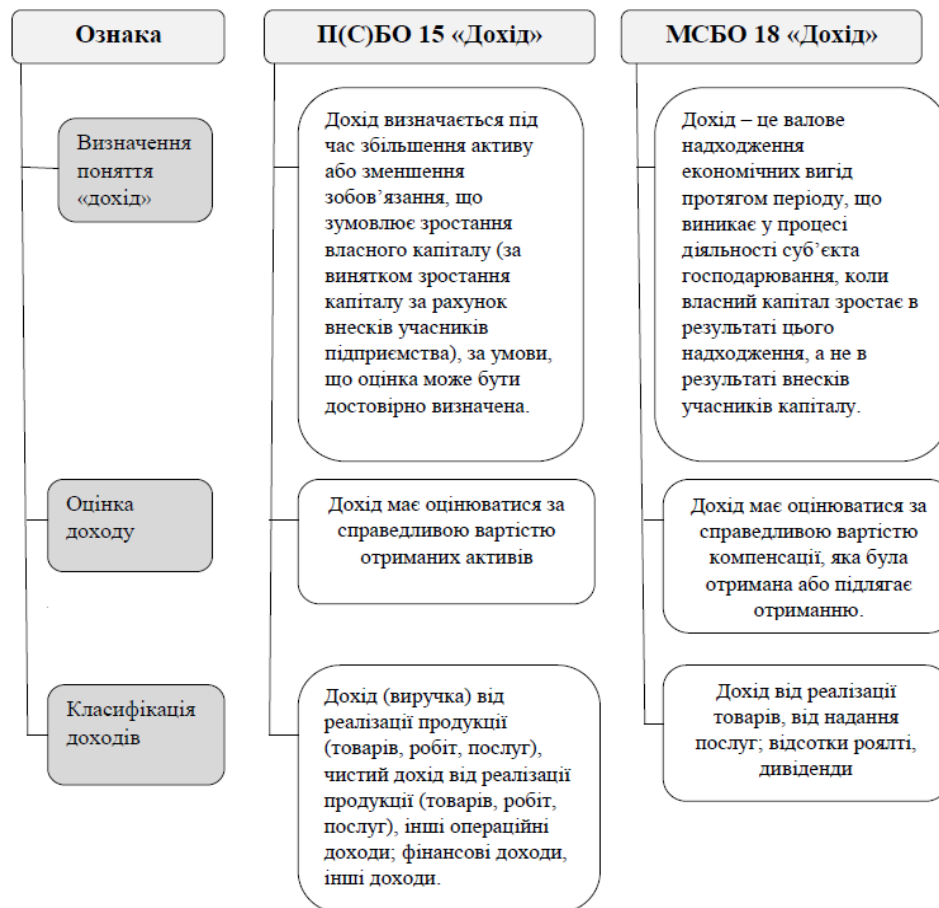 Ознака
П(С)БО 15 «Дохід»
МСБО 18 «Дохід»
Визначення
поняття
«дохід»
Дохід визначається під
час збільшення активу
або зменшення
зобов’язання, що
зумовлює зростання
власного капіталу (за
винятком зростання
капіталу за рахунок
внесків учасників
підприємства), за умови,
що оцінка може бути
достовірно визначена.
Дохід – це валове
надходження
економічних вигід
протягом періоду, що
виникає у процесі
діяльності суб’єкта
господарювання, коли
власний капітал зростає в
результаті цього
надходження, а не в
результаті внесків
учасників капіталу.
Оцінка
доходу
Дохід має оцінюватися за
справедливою вартістю
отриманих активів
Дохід має оцінюватися за
справедливою вартістю
компенсації, яка була
отримана або підлягає
отриманню.
Класифікація
доходів
Дохід (виручка) від
реалізації продукції
(товарів, робіт, послуг),
чистий дохід від реалізації
продукції (товарів, робіт,
послуг), інші операційні
доходи; фінансові доходи,
інші доходи.
Дохід від реалізації
товарів, від надання
послуг; відсотки роялті,
дивіденди